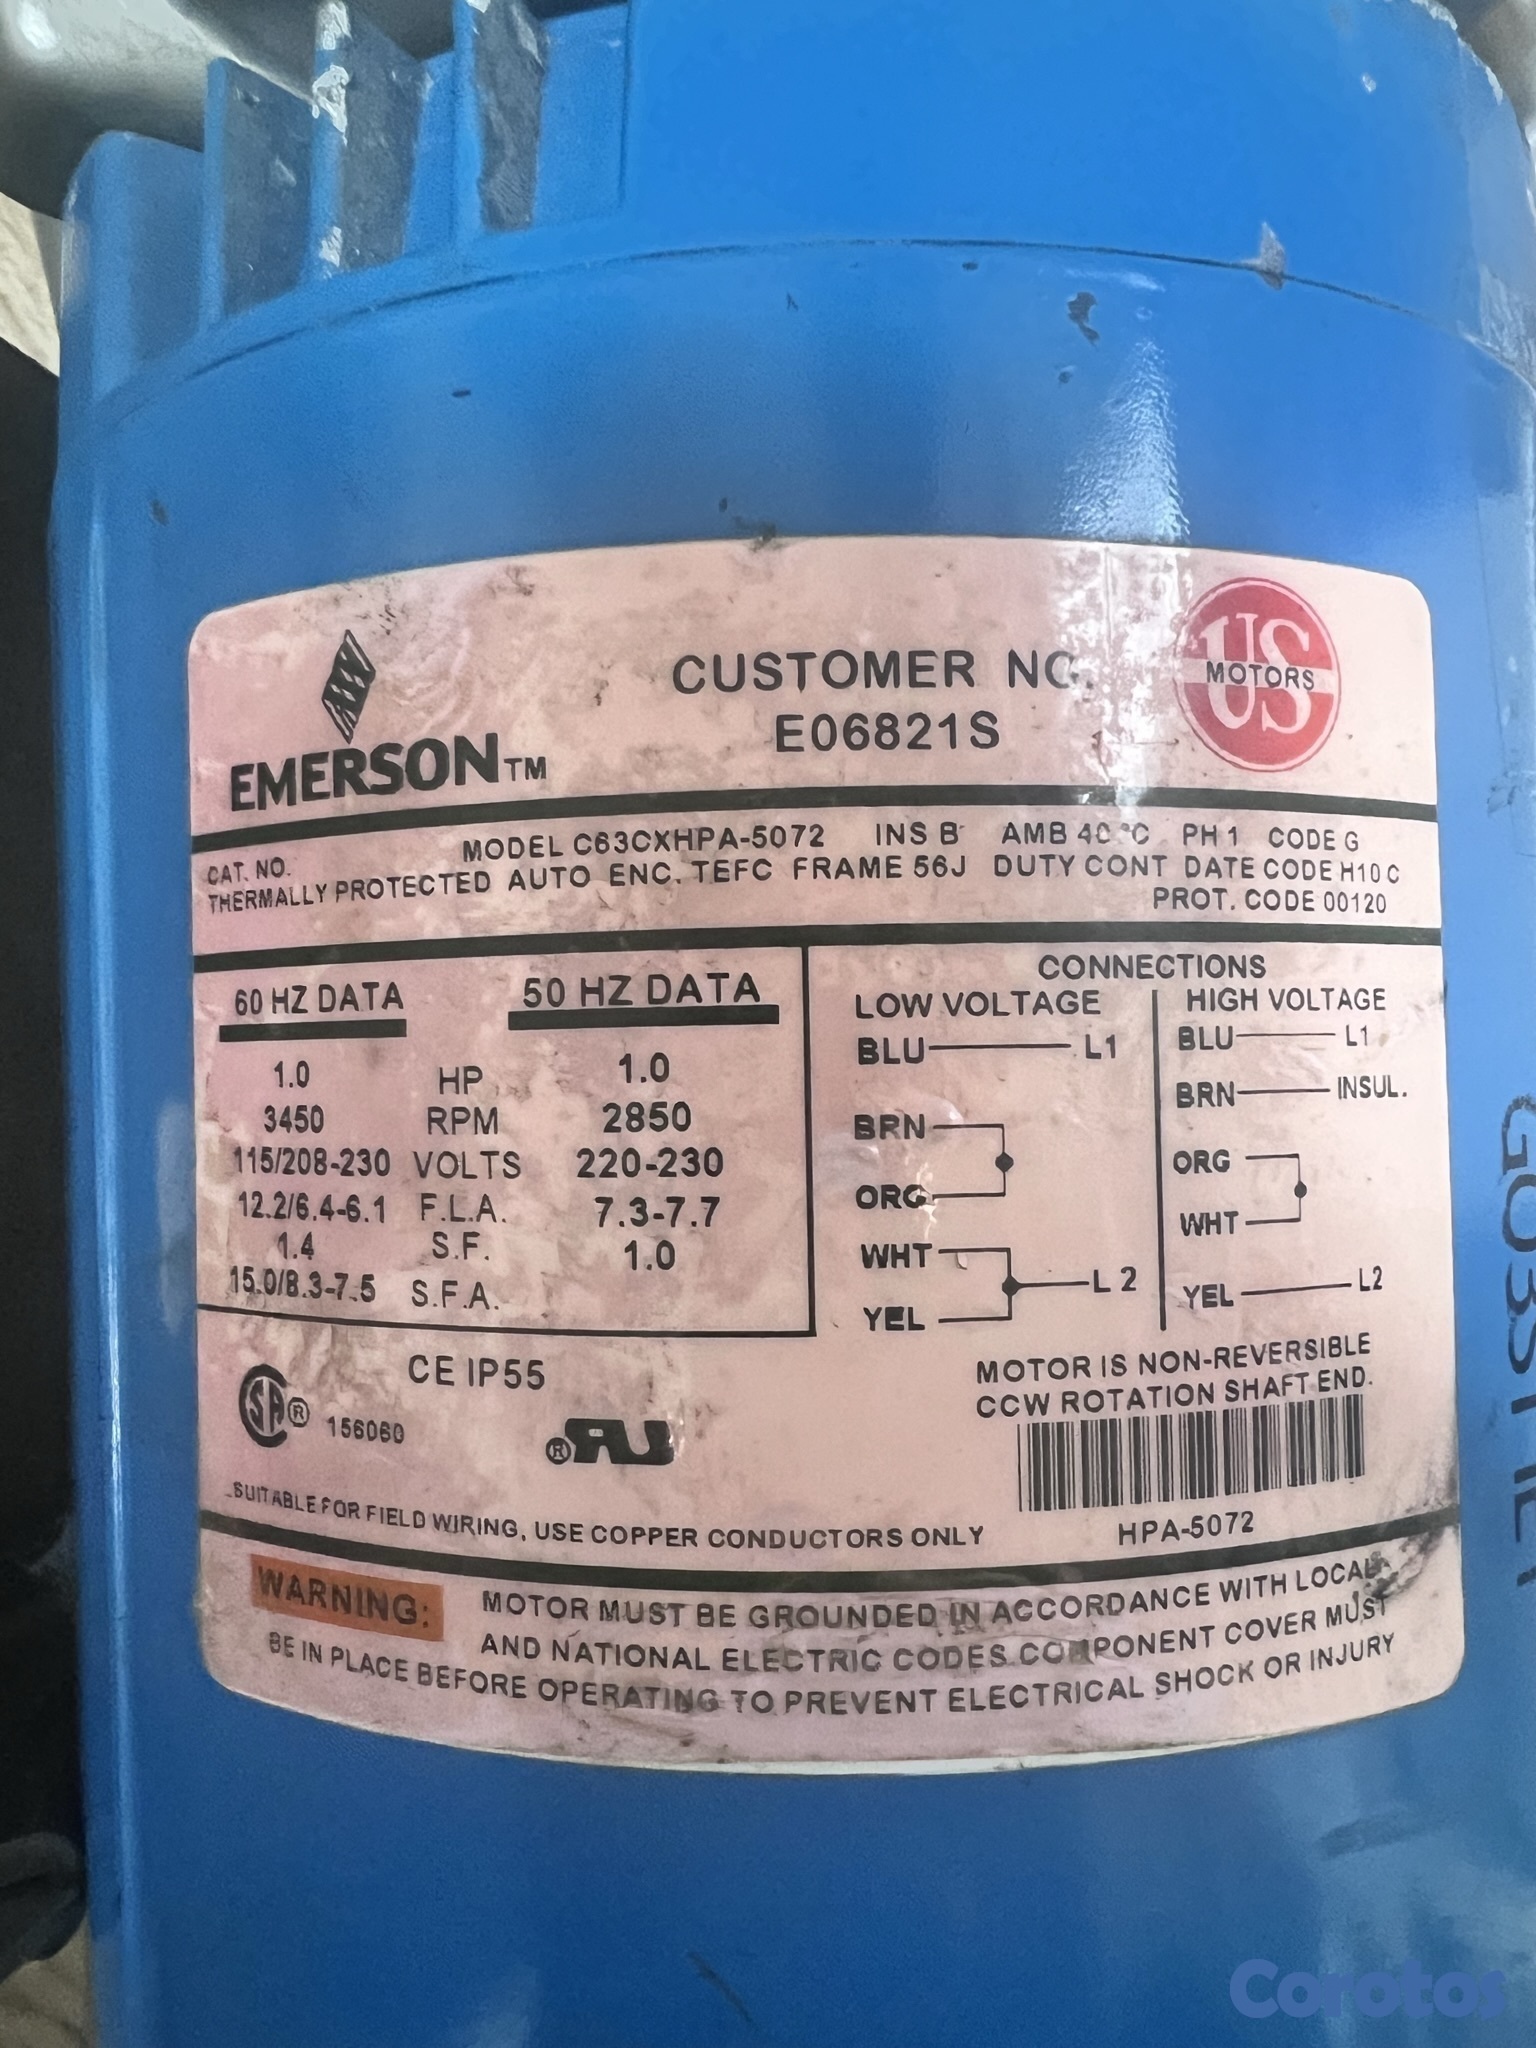 CUSTOMER NO.
E06821S
US
MOTORS
EMERSON™
MODEL C63CXHPA-5072 INS B AMB 40 °C PH 1 CODE G
CAT. NO.
THERMALLY PROTECTED AUTO ENC. TEFC FRAME 56J DUTY CONT DATE CODE H10 C
PROT. CODE 00120
60 HZ DATA 50 HZ DATA
1.0 HP 1.0
3450 RPM 2850
115/208-230 VOLTS 220-230
12.2/6.4-6.1 F.L.A. 7.3-7.7
1.4 S.F. 1.0
15.0/8.3-7.5 S.F.A.
CONNECTIONS
LOW VOLTAGE
BLU L1
BRN
ORG
WHT
L 2
YEL
HIGH VOLTAGE
BLU L1
BRN INSUL.
ORG
WHT
YEL L2
CE IP55
MOTOR IS NON-REVERSIBLE
CCW ROTATION SHAFT END.
SA® 156060
®RU
SUITABLE FOR FIELD WIRING, USE COPPER CONDUCTORS ONLY
HPA-5072
WARNING: MOTOR MUST BE GROUNDED IN ACCORDANCE WITH LOCAL
AND NATIONAL ELECTRIC CODES COMPONENT COVER MUST
BE IN PLACE BEFORE OPERATING TO PREVENT ELECTRICAL SHOCK OR INJURY
Corotos